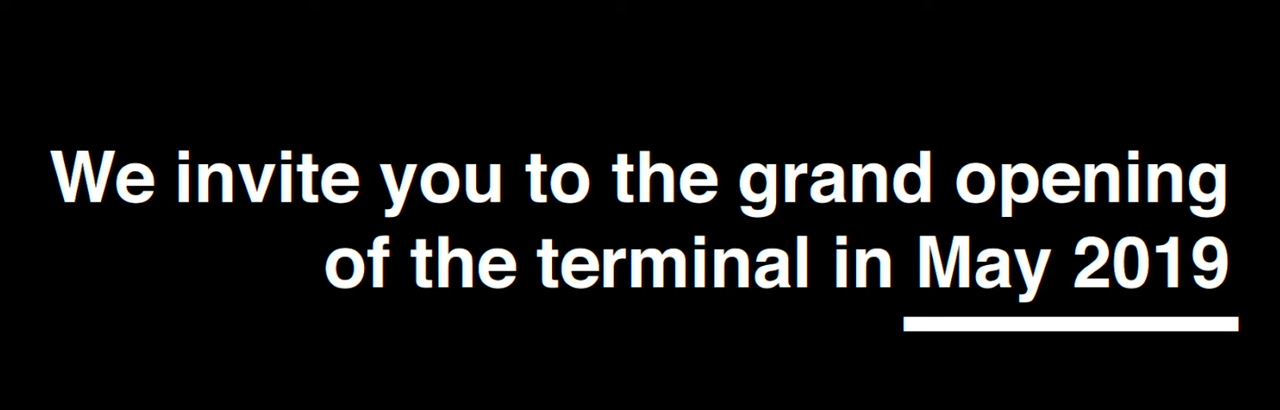 We invite you to the grand opening
of the terminal in May 2019